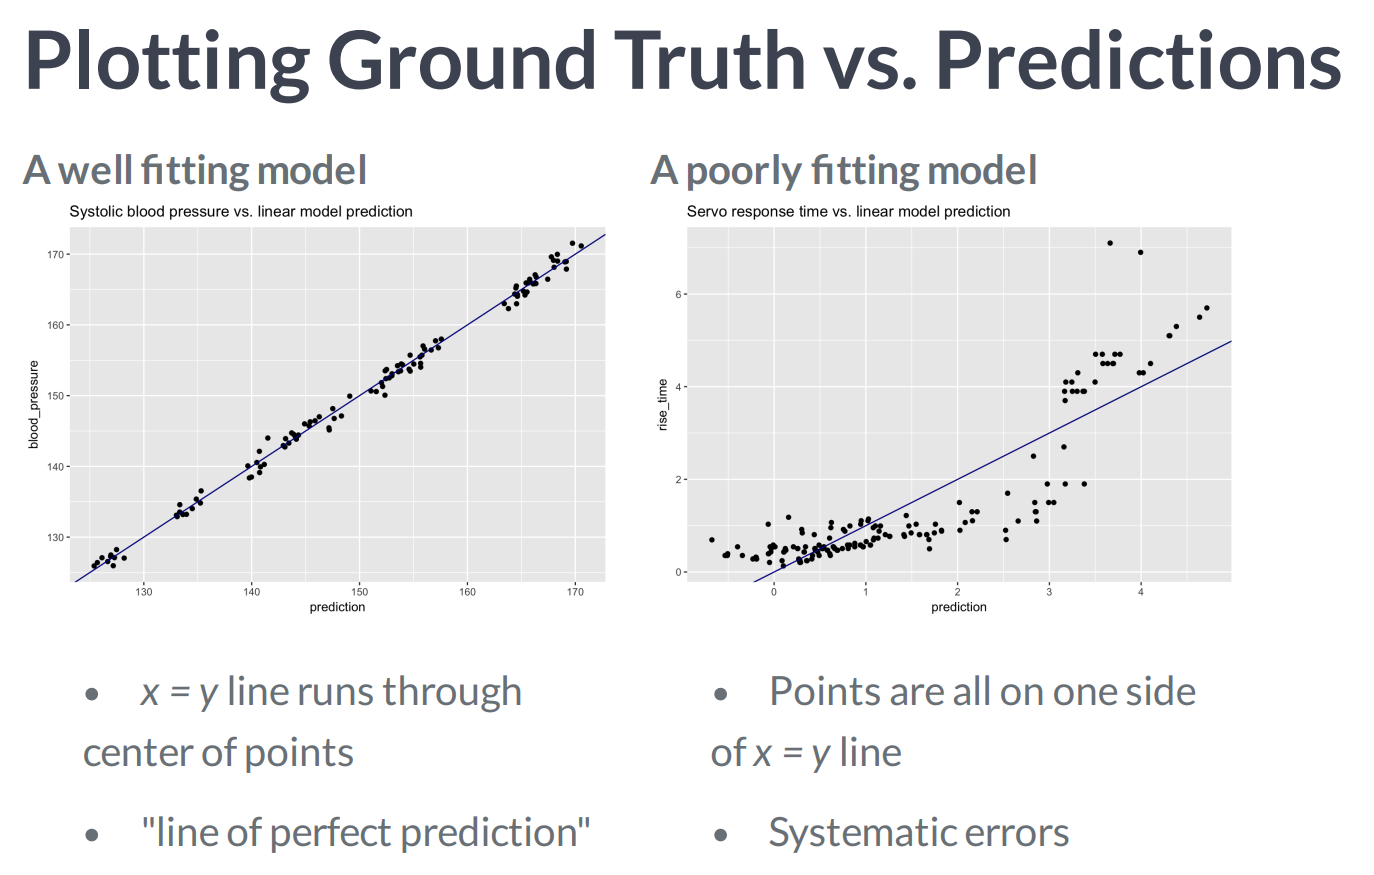 Plotting Ground Truth vs. Predictions
A well fitting model
Systolic blood pressure vs. linear model prediction
170
160
150
140
130
blood_pressure
130 140 150 160 170
prediction
• x = y line runs through
center of points
• "line of perfect prediction"
A poorly fitting model
Servo response time vs. linear model prediction
6
4
2
0
rise_time
0 1 2 3 4
prediction
• Points are all on one side
of x = y line
• Systematic errors